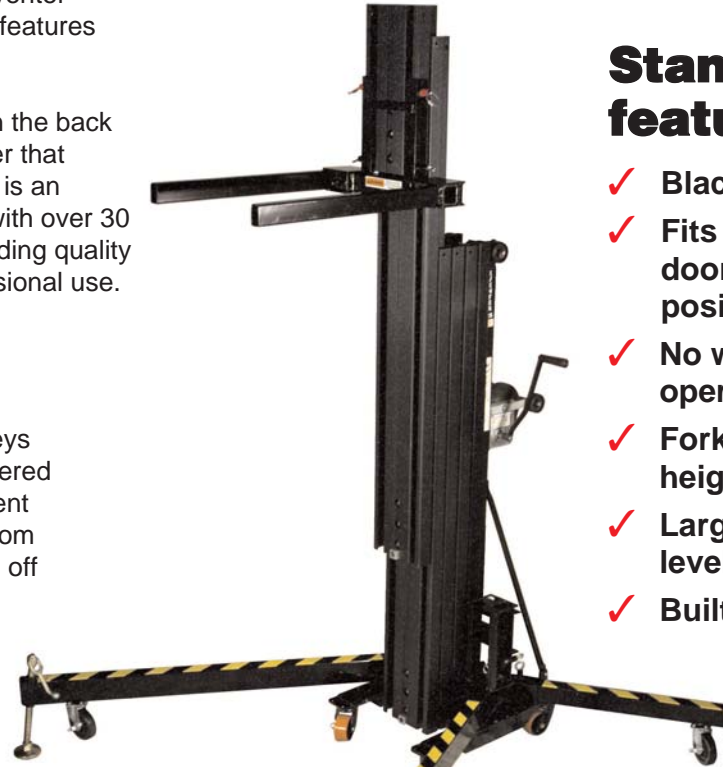 features
n the back
er that
is an
with over 30
ding quality
sional use.
eys
ered
ent
om
off
Stan
featu
✓ Blac
✓ Fits
door
posi
✓ No w
oper
✓ Fork
heig
✓ Larg
leve
✓ Built